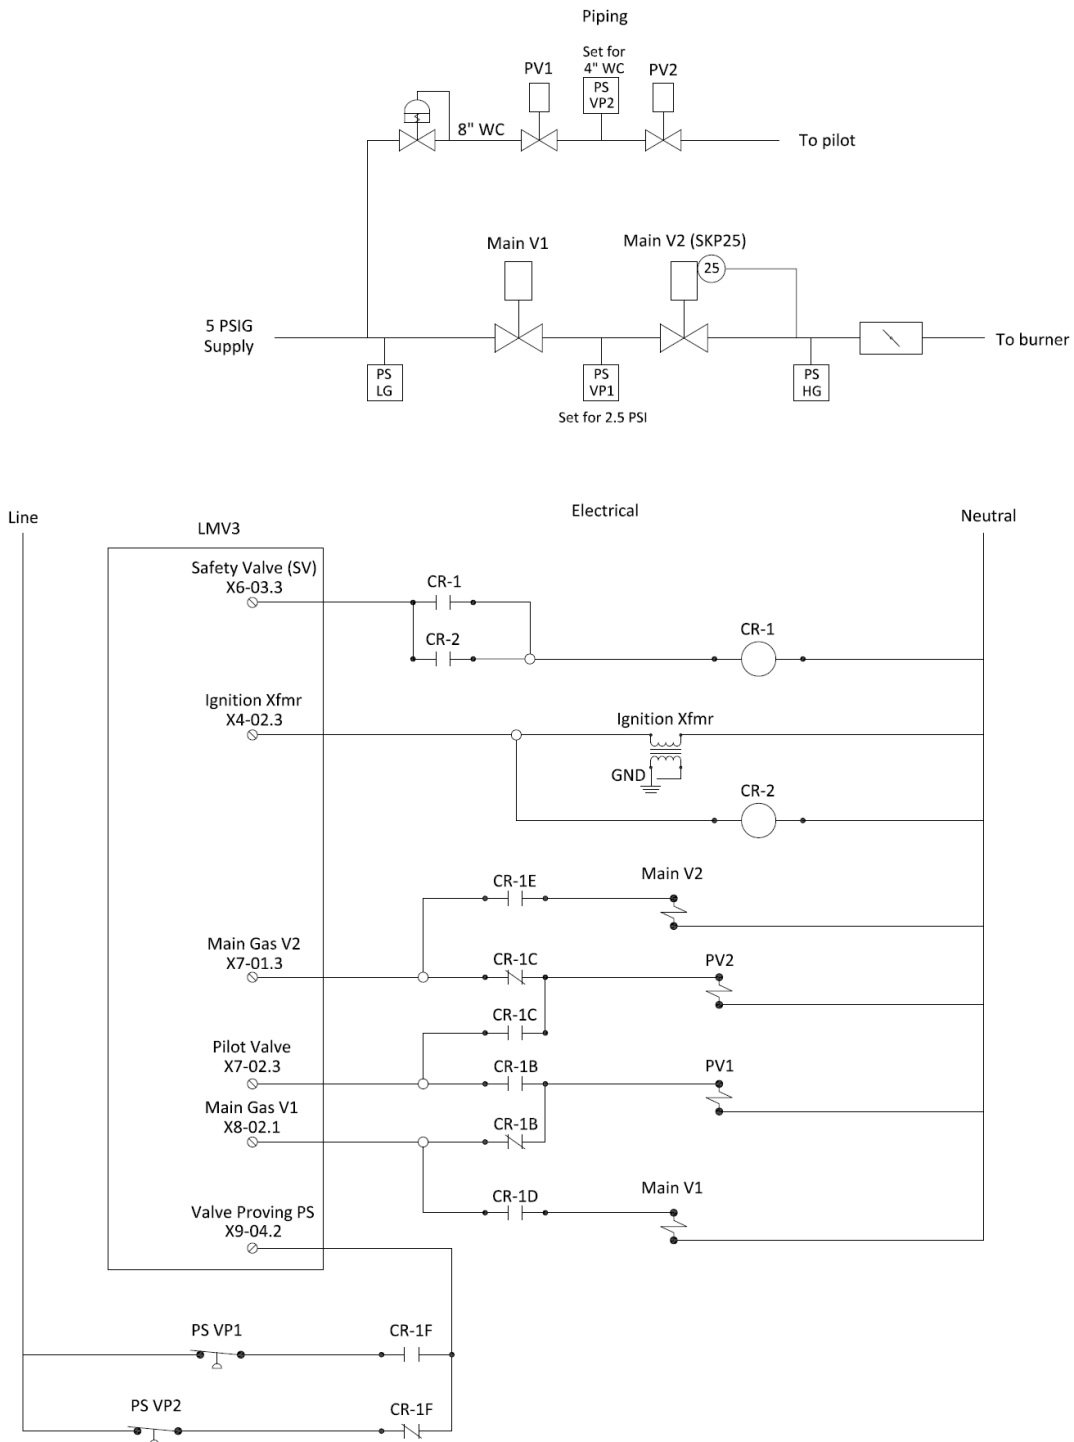 Piping
Set for
4" WC
PV1
PS
VP2
PV2
8" WC
To pilot
Main V1
Main V2 (SKP25)
25
5 PSIG
Supply
To burner
PS
LG
PS
VP1
PS
HG
Set for 2.5 PSI
Line
LMV3
Electrical
Neutral
Safety Valve (SV)
X6-03.3
CR-1
CR-2
CR-1
Ignition Xfmr
X4-02.3
Ignition Xfmr
GND
CR-2
CR-1E
Main V2
Main Gas V2
X7-01.3
CR-1C
PV2
CR-1C
Pilot Valve
X7-02.3
CR-1B
PV1
Main Gas V1
X8-02.1
CR-1B
CR-1D
Main V1
Valve Proving PS
X9-04.2
PS VP1
CR-1F
PS VP2
CR-1F